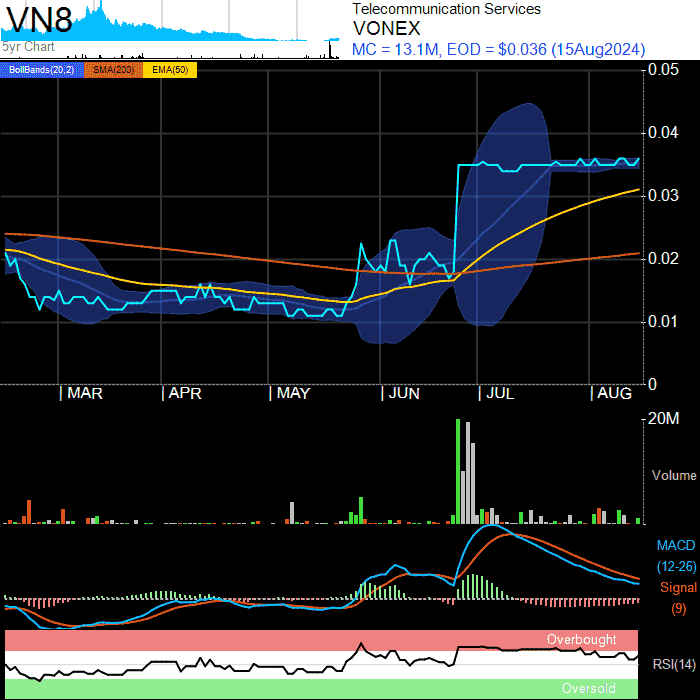 VN8
5yr Chart
Telecommunication Services
VONEX
MC = 13.1M, EOD = $0.036 (15Aug2024)
BollBands(20,2) SMA(200) EMA(50)
0.05
0.04
0.03
0.02
0.01
0
MAR APR MAY JUN JUL AUG
20M
Volume
MACD
(12-26)
Signal
(9)
Overbought
RSI(14)
Oversold